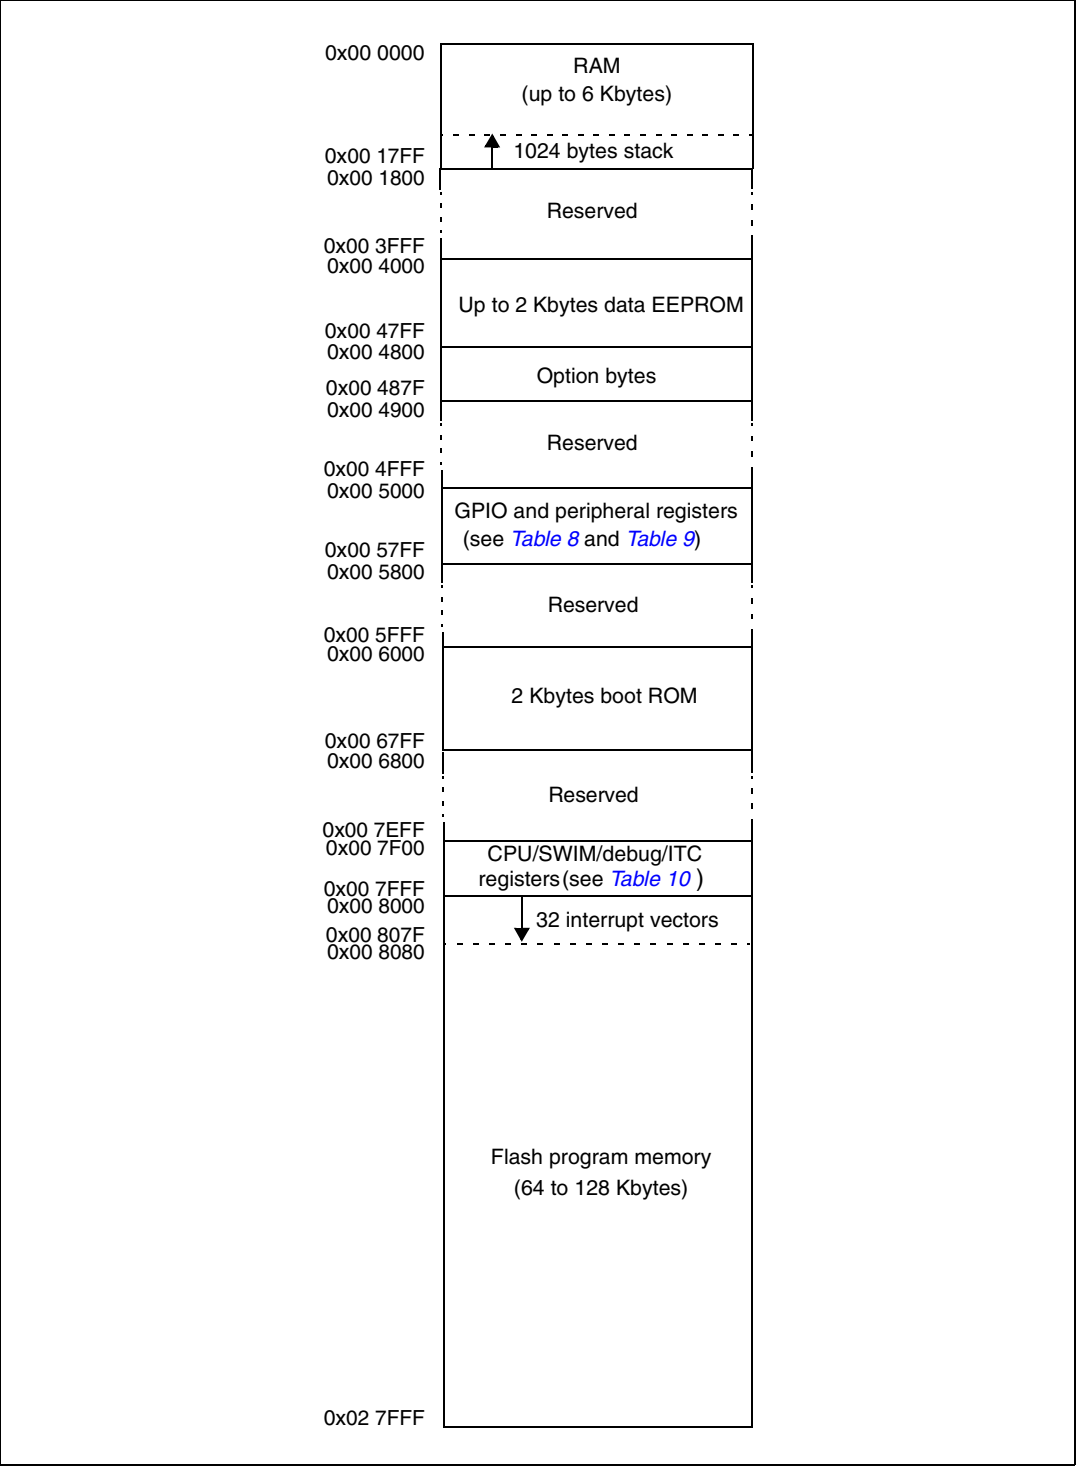 0x00 0000
RAM
(up to 6 Kbytes)
1024 bytes stack
0x00 17FF
0x00 1800
Reserved
0x00 3FFF
0x00 4000
Up to 2 Kbytes data EEPROM
0x00 47FF
0x00 4800
Option bytes
0x00 487F
0x00 4900
Reserved
0x00 4FFF
0x00 5000
GPIO and peripheral registers
(see Table 8 and Table 9)
0x00 57FF
0x00 5800
Reserved
0x00 5FFF
0x00 6000
2 Kbytes boot ROM
0x00 67FF
0x00 6800
Reserved
0x00 7EFF
0x00 7F00
CPU/SWIM/debug/ITC
registers (see Table 10 )
0x00 7FFF
0x00 8000
32 interrupt vectors
0x00 807F
0x00 8080
Flash program memory
(64 to 128 Kbytes)
0x02 7FFF